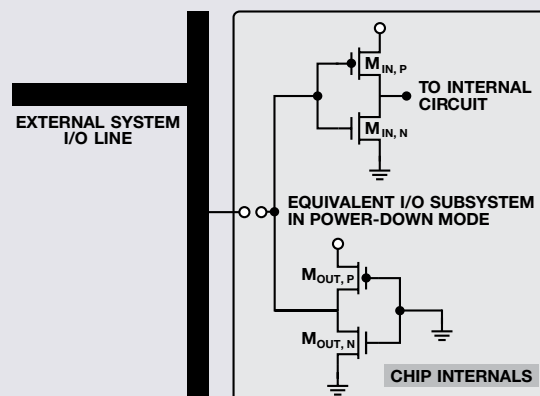 M IN, P
TO INTERNAL
CIRCUIT
EXTERNAL SYSTEM
I/O LINE
M IN, N
EQUIVALENT I/O SUBSYSTEM
IN POWER-DOWN MODE
M OUT, P
M OUT, N
CHIP INTERNALS